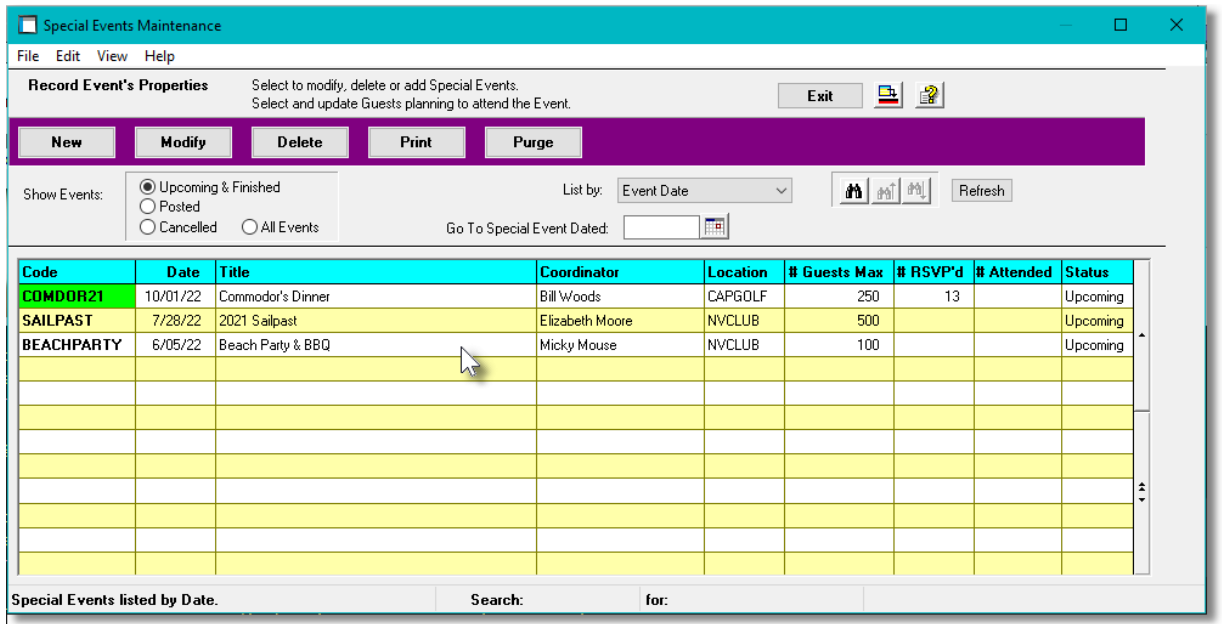 Special Events Maintenance
File Edit View Help
Record Event's Properties
Select to modify, delete or add Special Events.
Select and update Guests planning to attend the Event.
Exit
New Modify Delete Print Purge
Show Events:
Upcoming & Finished
Posted
Cancelled All Events
List by: Event Date
Refresh
Go To Special Event Dated:
Code Date Title Coordinator Location # Guests Max # RSVP'd # Attended Status
COMDOR21 10/01/22 Commodor's Dinner Bill Woods CAPGOLF 250 13 Upcoming
SAILPAST 7/28/22 2021 Sailpast Elizabeth Moore NVCLUB 500 Upcoming
BEACHPARTY 6/05/22 Beach Party & BBQ Micky Mouse NVCLUB 100 Upcoming
Special Events listed by Date. Search: for: